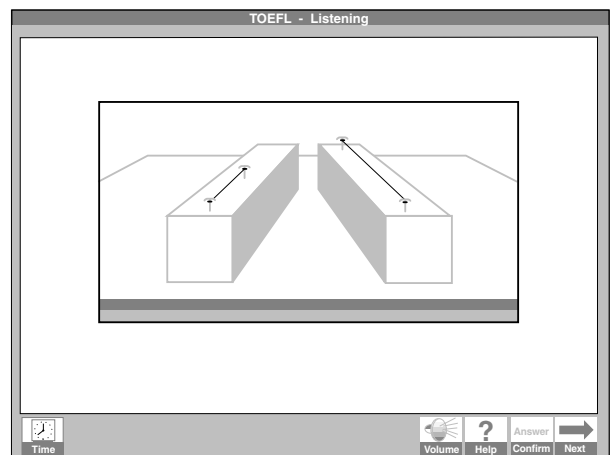 TOEFL - Listening
?
Answer
Time
Volume
Help
Confirm
Next